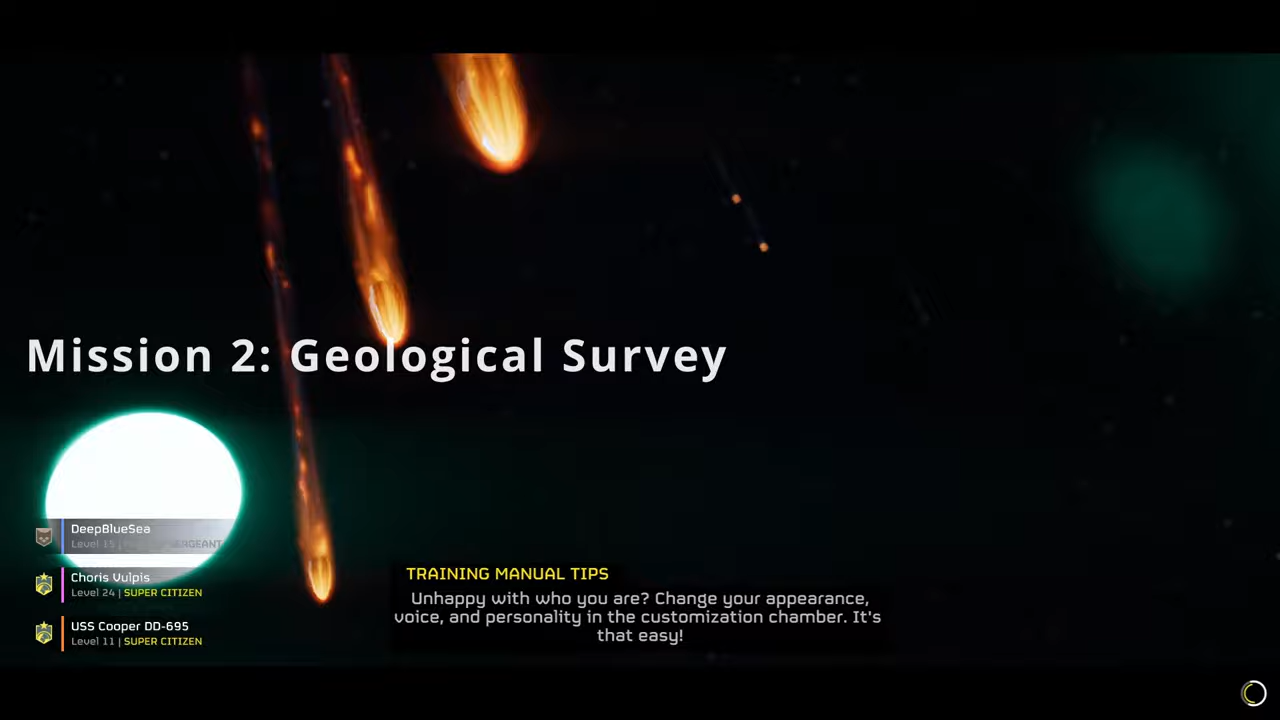 Mission 2: Geological Survey
DeepBlueSea
Level 15 | SERGEANT
Choris Vulpis
Level 24 | SUPER CITIZEN
USS Cooper DD-695
Level 11 | SUPER CITIZEN
TRAINING MANUAL TIPS
Unhappy with who you are? Change your appearance,
voice, and personality in the customization chamber. It's
that easy!